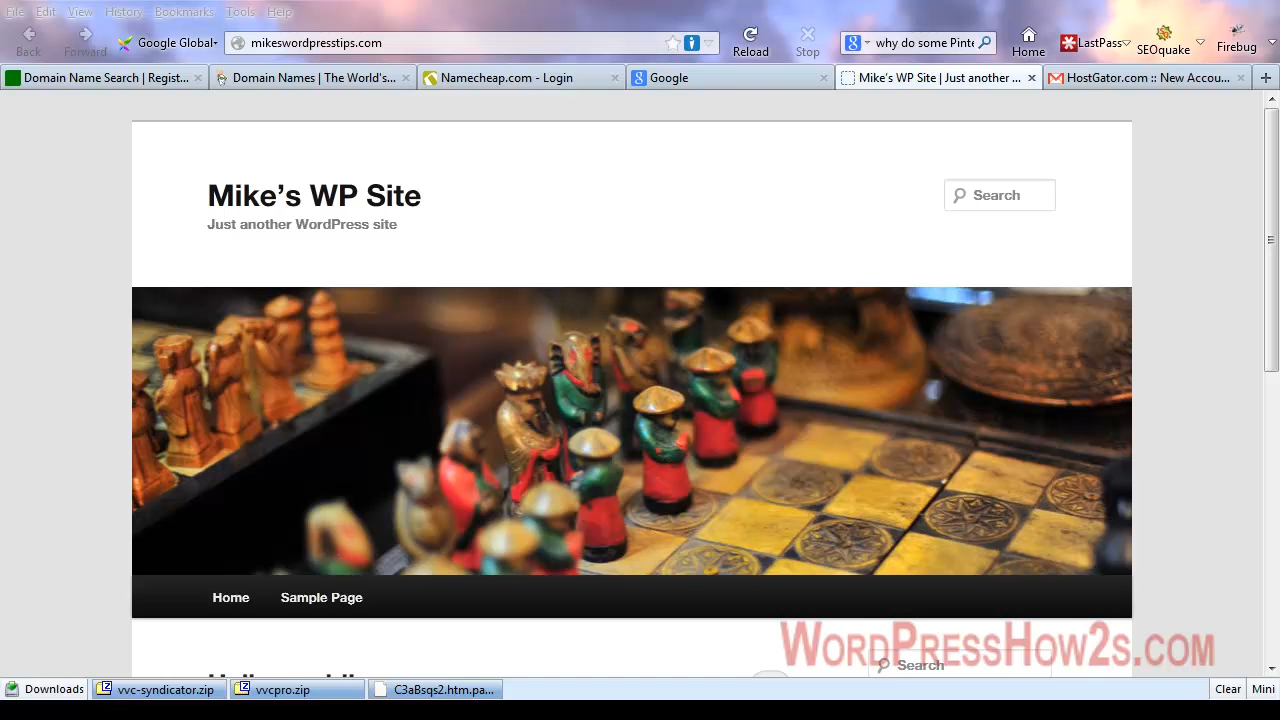 File Edit View History Bookmarks Tools Help
Back Forward Google Global mikeswordpresstips.com Reload Stop why do some Pinte Home LastPass SEOquake Firebug
Domain Name Search | Regist... Domain Names | The World's... Namecheap.com - Login Google Mike's WP Site | Just another ... HostGator.com :: New Accou...
Mike's WP Site
Search
Just another WordPress site
Home Sample Page
WordPressHow2s.com
Search
Downloads vvc-syndicator.zip vvcpro.zip C3aBsqs2.htm.pa... Clear Mini